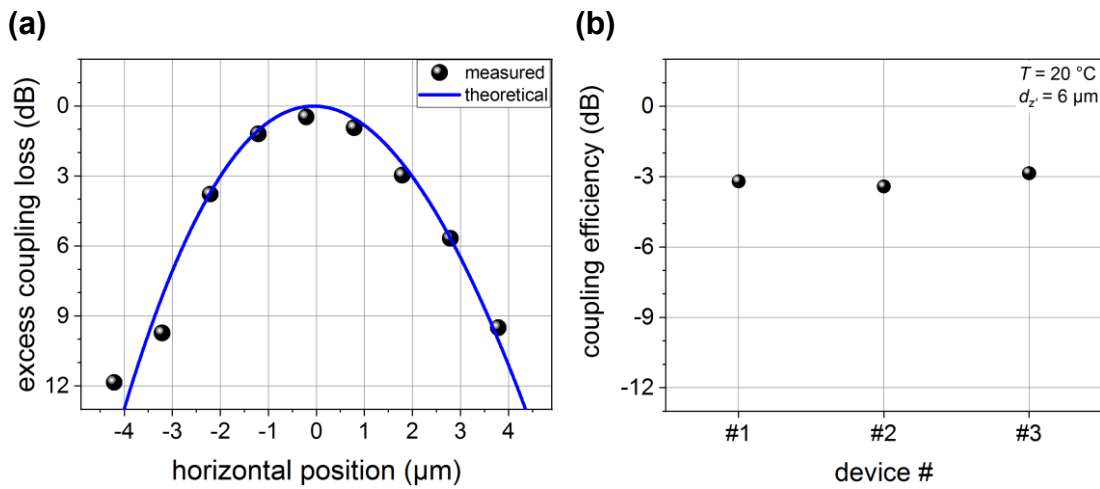 (a)
excess coupling loss (dB)
0
3
6
9
12
measured
theoretical
-4 -3 -2 -1 0 1 2 3 4
horizontal position (µm)
(b)
coupling efficiency (dB)
0
-3
-6
-9
-12
T = 20 °C
d_z' = 6 µm
#1 #2 #3
device #